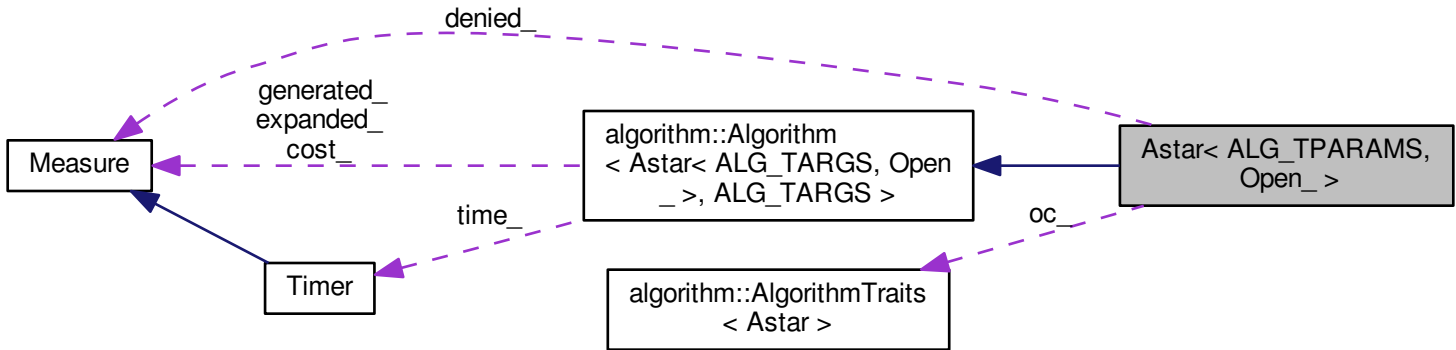 denied_
generated_
expanded_
cost_
Measure
algorithm::Algorithm
< Astar< ALG_TARGS, Open
_ >, ALG_TARGS >
Astar< ALG_TPARAMS,
Open_ >
time_
oc_
Timer
algorithm::AlgorithmTraits
< Astar >